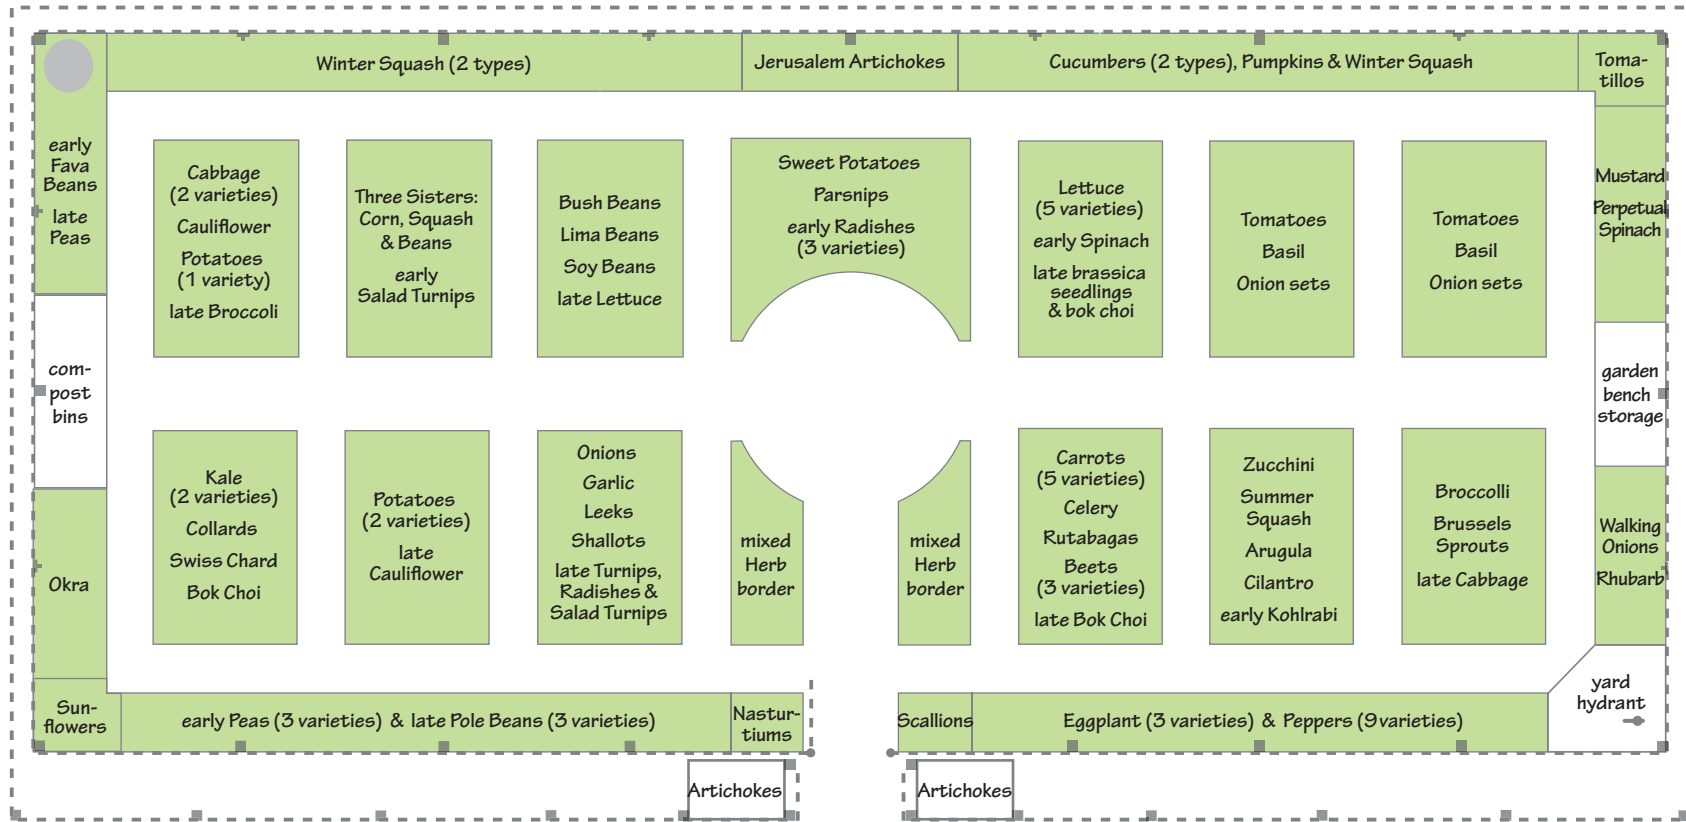 Winter Squash (2 types)
Jerusalem Artichokes
Cucumbers (2 types), Pumpkins & Winter Squash
Toma-
tillos
early
Fava
Beans
late
Peas
Cabbage
(2 varieties)
Cauliflower
Potatoes
(1 variety)
late Broccoli
Three Sisters:
Corn, Squash
& Beans
early
Salad Turnips
Bush Beans
Lima Beans
Soy Beans
late Lettuce
Sweet Potatoes
Parsnips
early Radishes
(3 varieties)
Lettuce
(5 varieties)
early Spinach
late brassica
seedlings
& bok choi
Tomatoes
Basil
Onion sets
Tomatoes
Basil
Onion sets
Mustard
Perpetual
Spinach
com-
post
bins
garden
bench
storage
Okra
Kale
(2 varieties)
Collards
Swiss Chard
Bok Choi
Potatoes
(2 varieties)
late
Cauliflower
Onions
Garlic
Leeks
Shallots
late Turnips,
Radishes &
Salad Turnips
mixed
Herb
border
mixed
Herb
border
Carrots
(5 varieties)
Celery
Rutabagas
Beets
(3 varieties)
late Bok Choi
Zucchini
Summer
Squash
Arugula
Cilantro
early Kohlrabi
Broccolli
Brussels
Sprouts
late Cabbage
Walking
Onions
Rhubarb
Sun-
flowers
early Peas (3 varieties) & late Pole Beans (3 varieties)
Nastur-
tiums
Scallions
Eggplant (3 varieties) & Peppers (9 varieties)
yard
hydrant
Artichokes
Artichokes